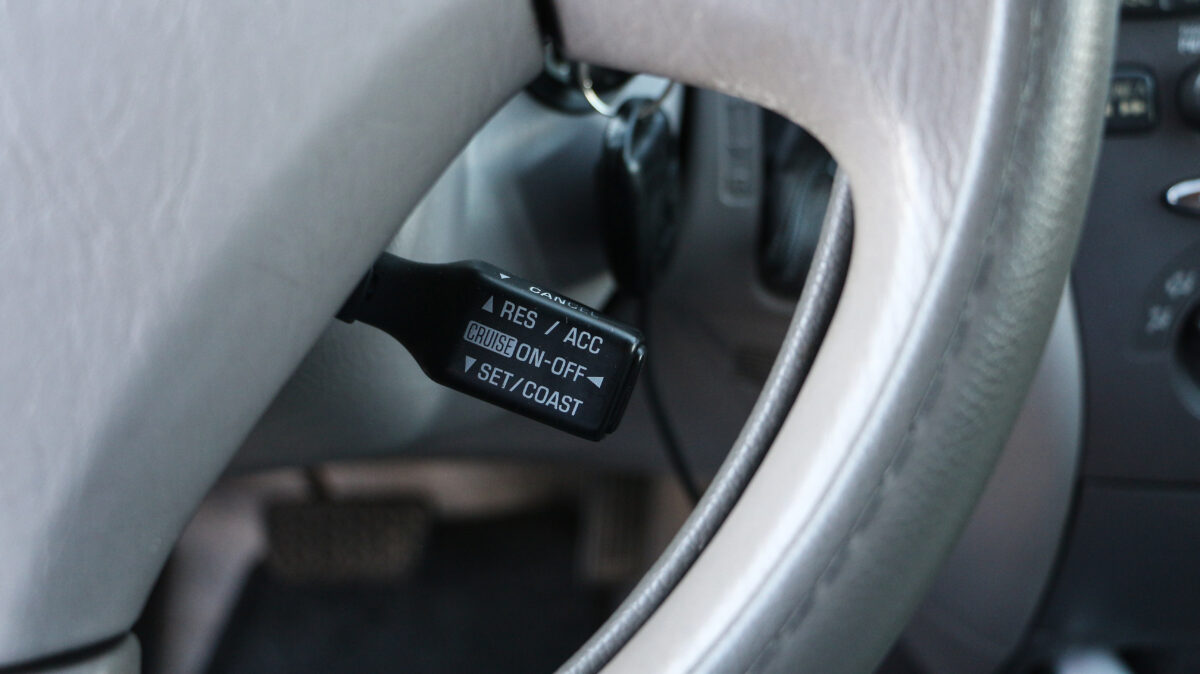 CANCEL
▲ RES / ACC
CRUISE ON-OFF ◄
▼ SET/COAST